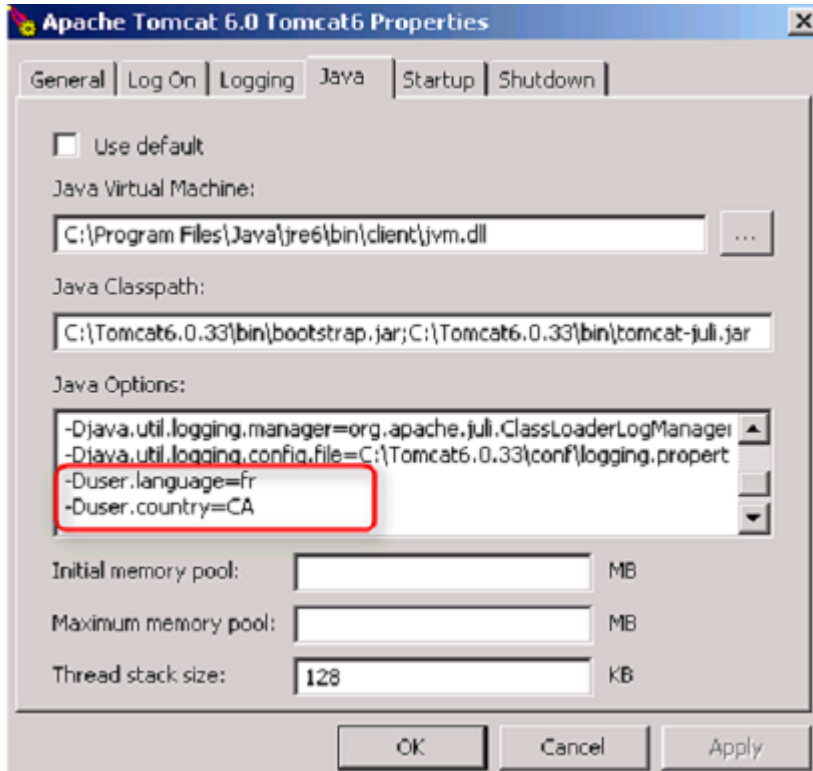 Apache Tomcat 6.0 Tomcat6 Properties
General Log On Logging Java Startup Shutdown
Use default
Java Virtual Machine:
C:\Program Files\Java\jre6\bin\client\jvm.dll ...
Java Classpath:
C:\Tomcat6.0.33\bin\bootstrap.jar;C:\Tomcat6.0.33\bin\tomcat-juli.jar
Java Options:
-Djava.util.logging.manager=org.apache.juli.ClassLoaderLogManager
-Djava.util.logging.config.file=C:\Tomcat6.0.33\conf\logging.propert
-Duser.language=fr
-Duser.country=CA
Initial memory pool: MB
Maximum memory pool: MB
Thread stack size: 128 KB
OK Cancel Apply